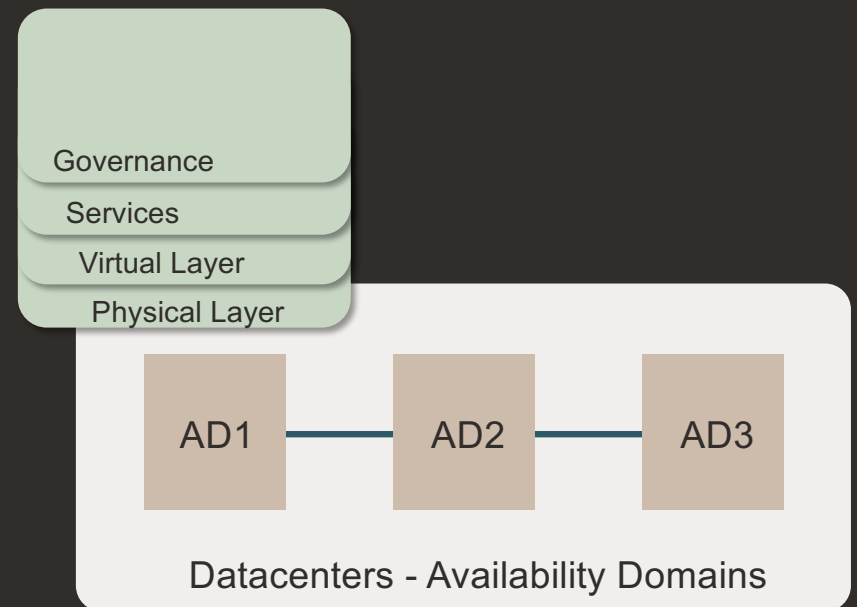 Governance
Services
Virtual Layer
Physical Layer
AD1
AD2
AD3
Datacenters - Availability Domains